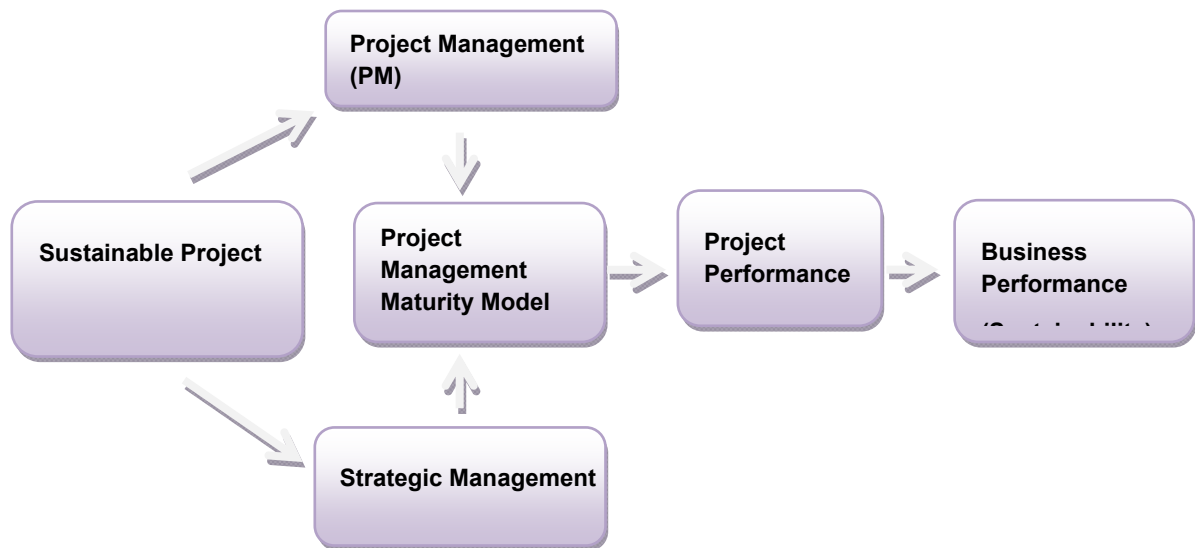 Project Management
(PM)
Sustainable Project
Project
Management
Maturity Model
Project
Performance
Business
Performance
Strategic Management